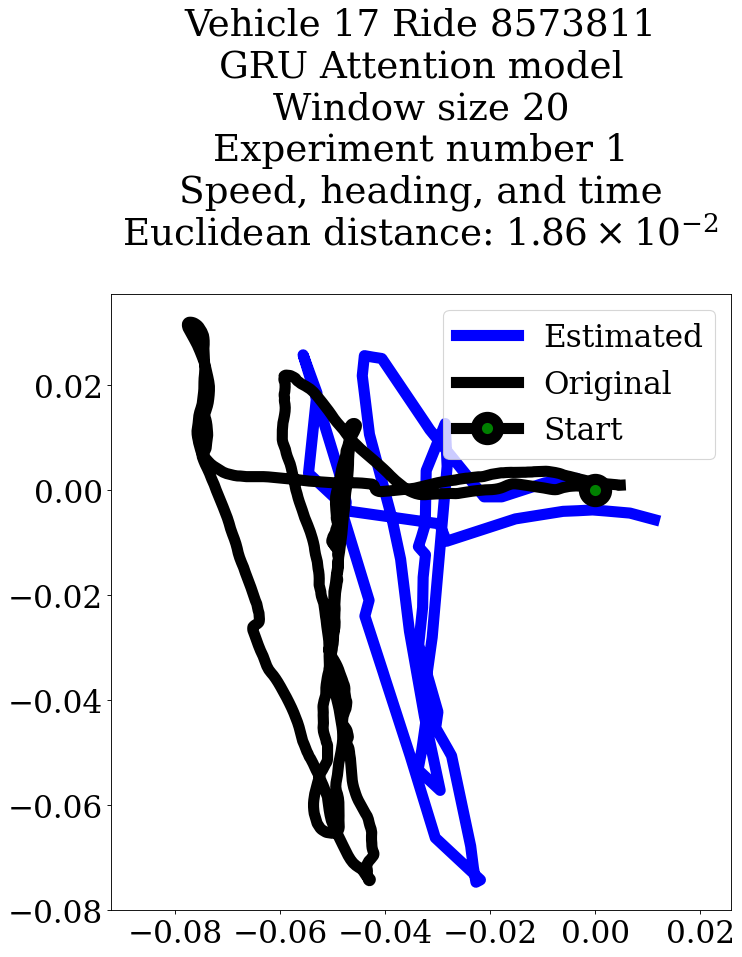 Vehicle 17 Ride 8573811
GRU Attention model
Window size 20
Experiment number 1
Speed, heading, and time
Euclidean distance: 1.86 × 10⁻²
Estimated
Original
Start
0.02
0.00
−0.02
−0.04
−0.06
−0.08
−0.08 −0.06 −0.04 −0.02 0.00 0.02